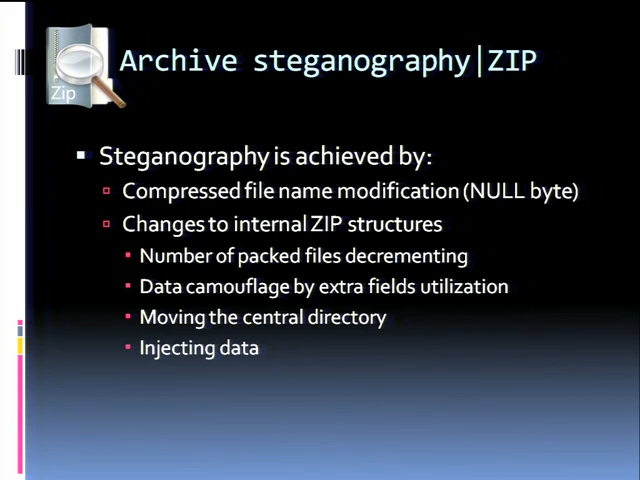 Archive steganography|ZIP
Zip
Steganography is achieved by:
Compressed file name modification (NULL byte)
Changes to internal ZIP structures
Number of packed files decrementing
Data camouflage by extra fields utilization
Moving the central directory
Injecting data